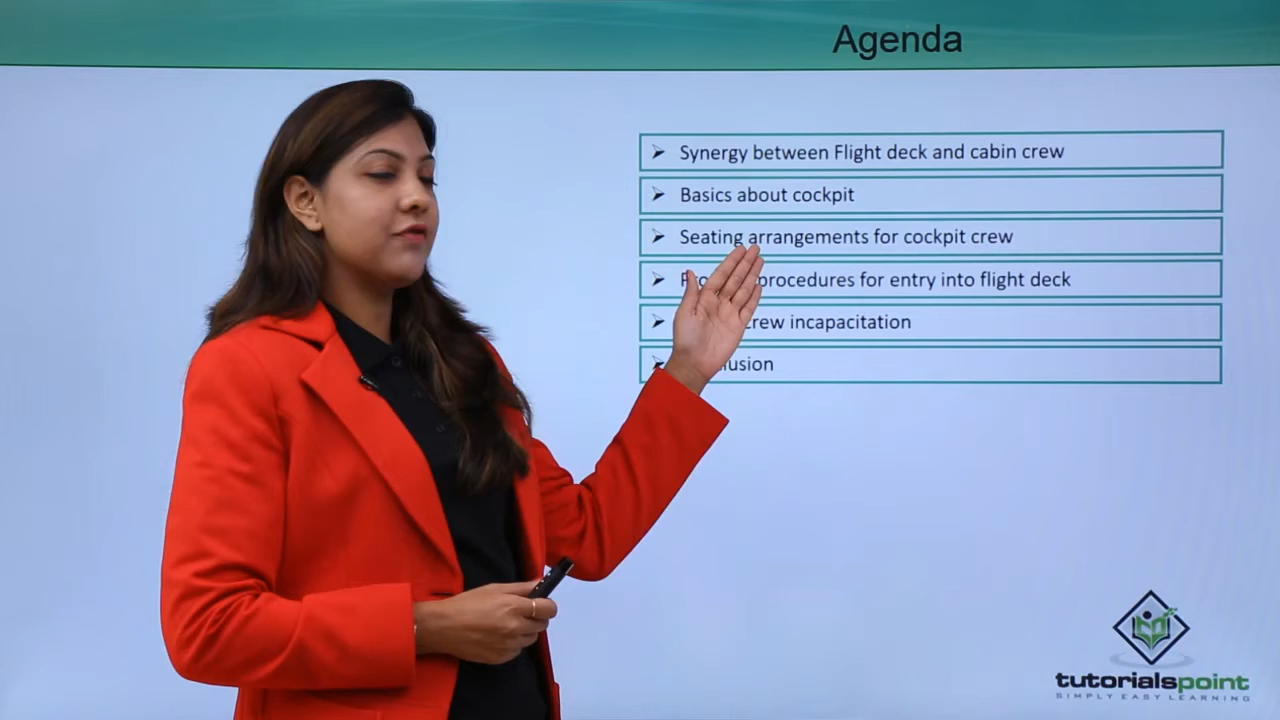 Agenda
➢ Synergy between Flight deck and cabin crew
➢ Basics about cockpit
➢ Seating arrangements for cockpit crew
➢ procedures for entry into flight deck
➢ crew incapacitation
➢
tutorialspoint
SIMPLY EASY LEARNING